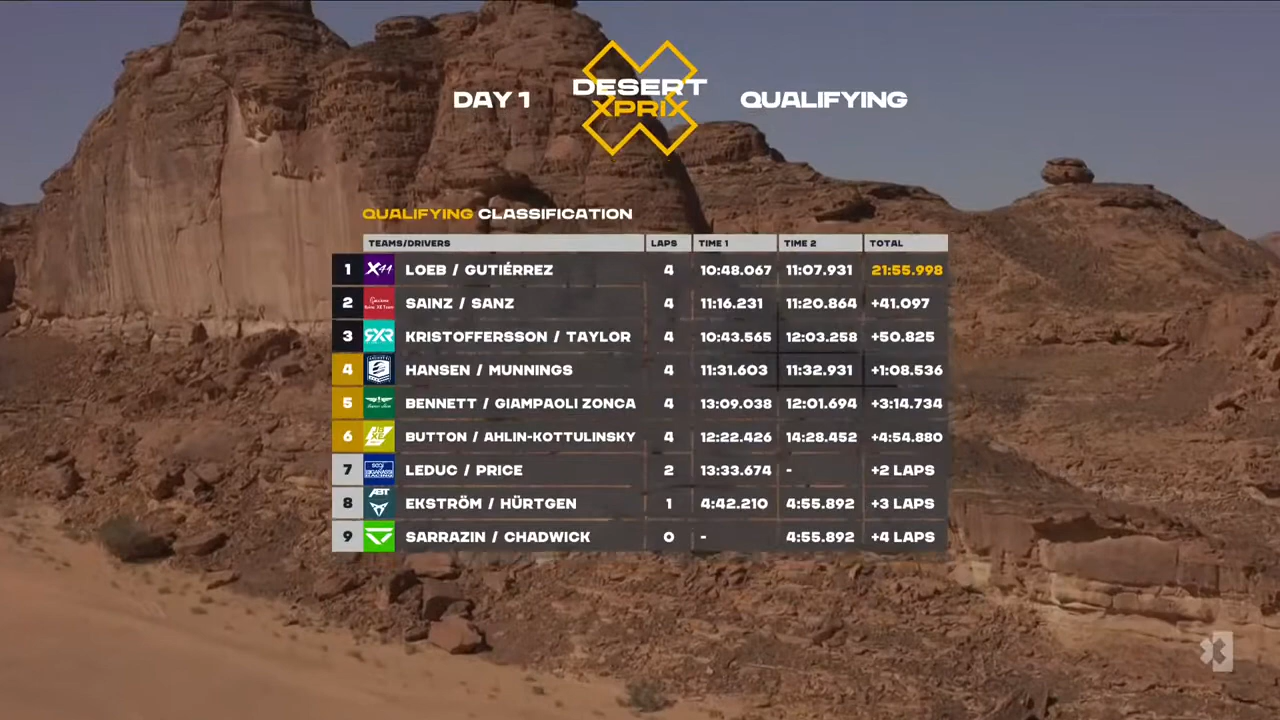 DAY 1
DESERT
XPRIX
QUALIFYING
QUALIFYING CLASSIFICATION
TEAMS/DRIVERS LAPS TIME 1 TIME 2 TOTAL
1 X44 LOEB / GUTIÉRREZ 4 10:48.067 11:07.931 21:55.998
2 SAINZ / SANZ 4 11:16.231 11:20.864 +41.097
3 RXR KRISTOFFERSSON / TAYLOR 4 10:43.565 12:03.258 +50.825
4 HANSEN / MUNNINGS 4 11:31.603 11:32.931 +1:08.536
5 BENNETT / GIAMPAOLI ZONCA 4 13:09.038 12:01.694 +3:14.734
6 JBXE BUTTON / AHLIN-KOTTULINSKY 4 12:22.426 14:28.452 +4:54.880
7 LEDUC / PRICE 2 13:33.674 - +2 LAPS
8 ABT EKSTRÖM / HÜRTGEN 1 4:42.210 4:55.892 +3 LAPS
9 SARRAZIN / CHADWICK 0 - 4:55.892 +4 LAPS